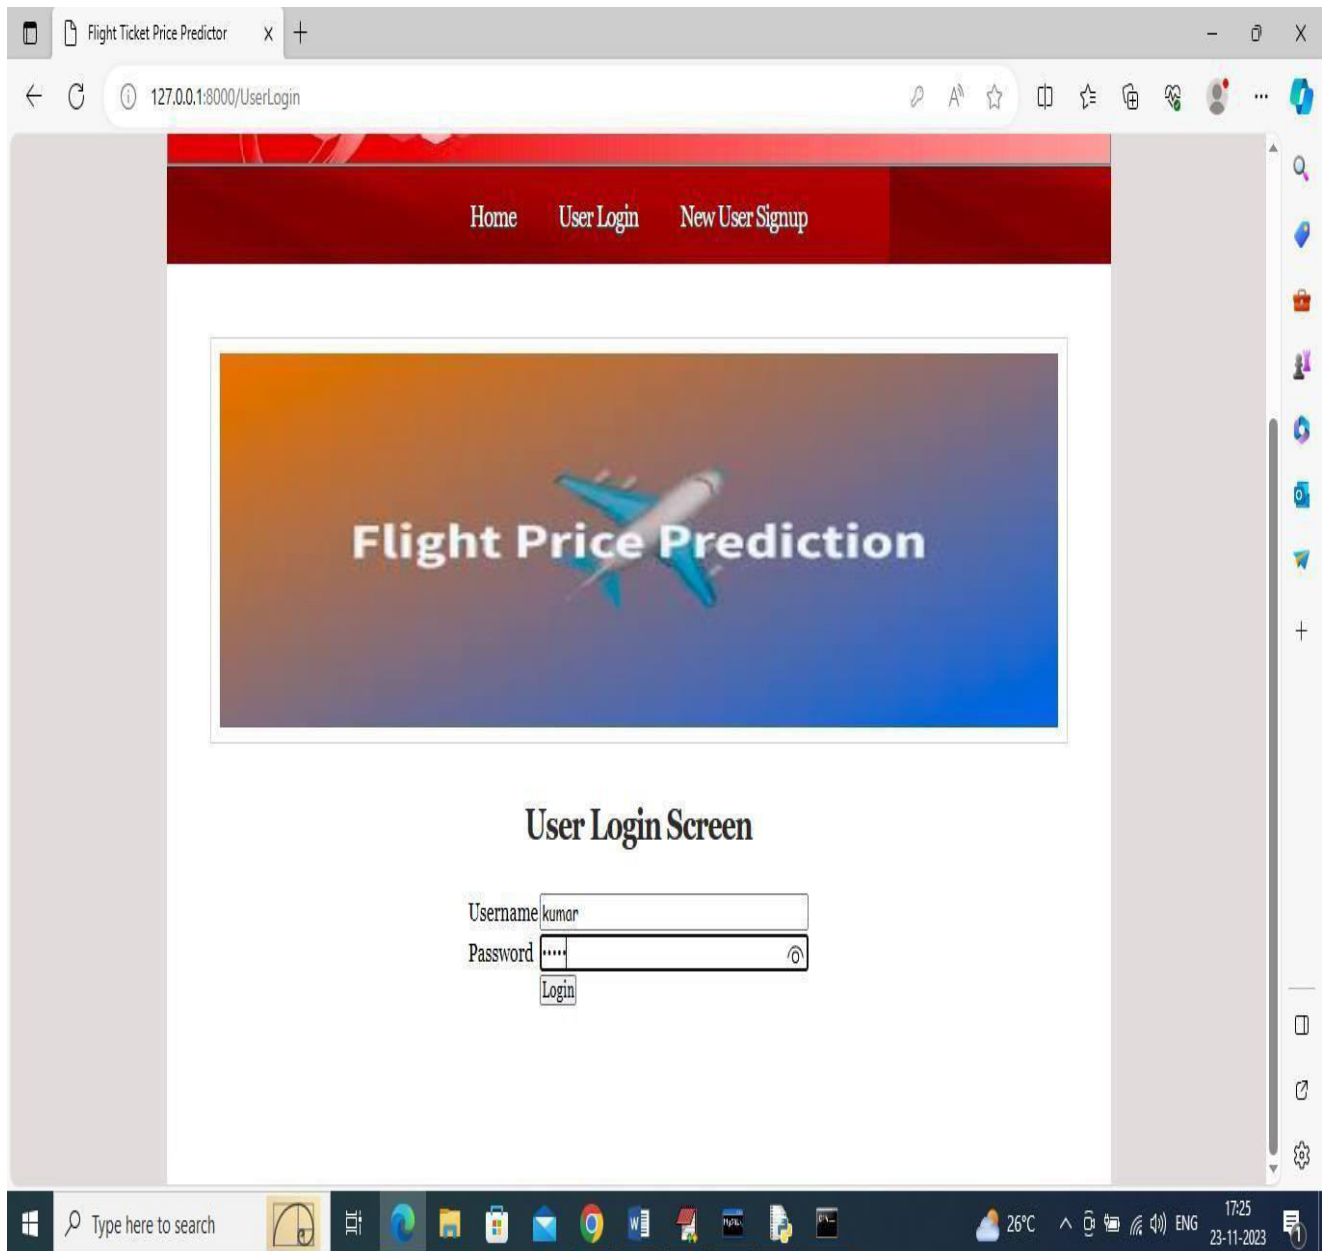 Flight Ticket Price Predictor
127.0.0.1:8000/UserLogin
Home User Login New User Signup
Flight Price Prediction
User Login Screen
Username kumar
Password •••••
Login
Type here to search
26°C ENG 17:25
23-11-2023
1